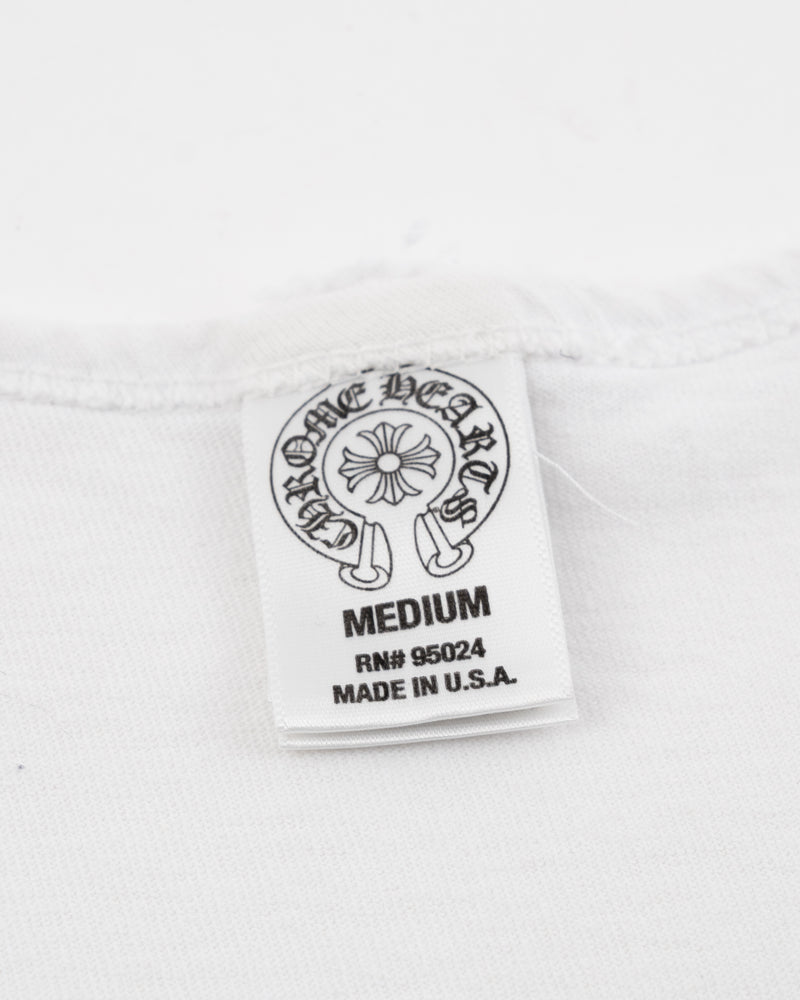 CHROME HEARTS
MEDIUM
RN# 95024
MADE IN U.S.A.